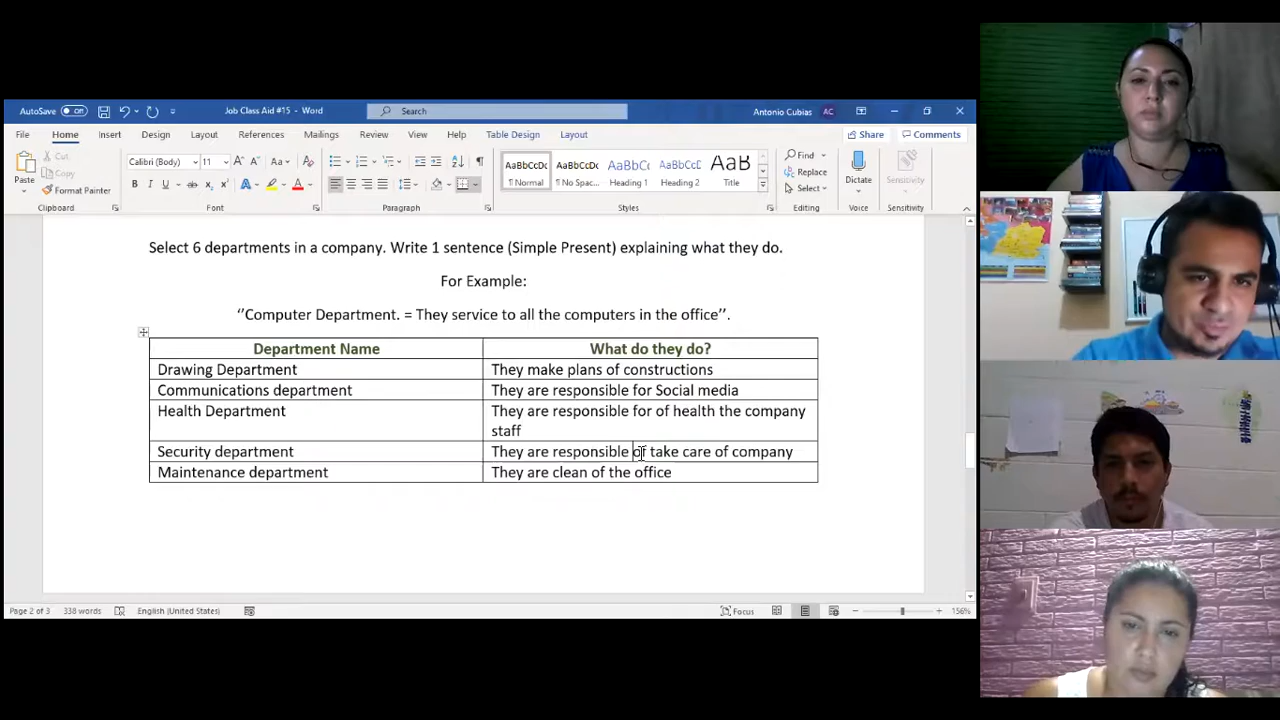 AutoSave Off Job Class Aid #15 - Word Search Antonio Cubias AC
File Home Insert Design Layout References Mailings Review View Help Table Design Layout Share Comments
Paste Cut Copy Format Painter
Calibri (Body) 11
AaBbCcDc AaBbCcDc AaBbC AaBbCcD AaB
¶ Normal ¶ No Spac... Heading 1 Heading 2 Title
Find Replace Select
Dictate Sensitivity
Clipboard Font Paragraph Styles Editing Voice Sensitivity
Select 6 departments in a company. Write 1 sentence (Simple Present) explaining what they do.
For Example:
‘’Computer Department. = They service to all the computers in the office’’.
Department Name What do they do?
Drawing Department They make plans of constructions
Communications department They are responsible for Social media
Health Department They are responsible for of health the company
staff
Security department They are responsible of take care of company
Maintenance department They are clean of the office
Page 2 of 3 338 words English (United States) Focus 156%